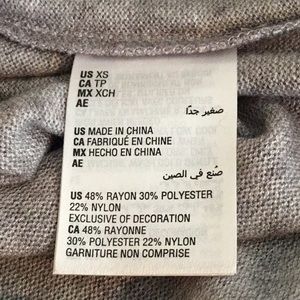 US XS
CA TP
MX XCH
AE
صغير جدًا
US MADE IN CHINA
CA FABRIQUÉ EN CHINE
MX HECHO EN CHINA
AE
صُنع في الصين
US 48% RAYON 30% POLYESTER
22% NYLON
EXCLUSIVE OF DECORATION
CA 48% RAYONNE
30% POLYESTER 22% NYLON
GARNITURE NON COMPRISE